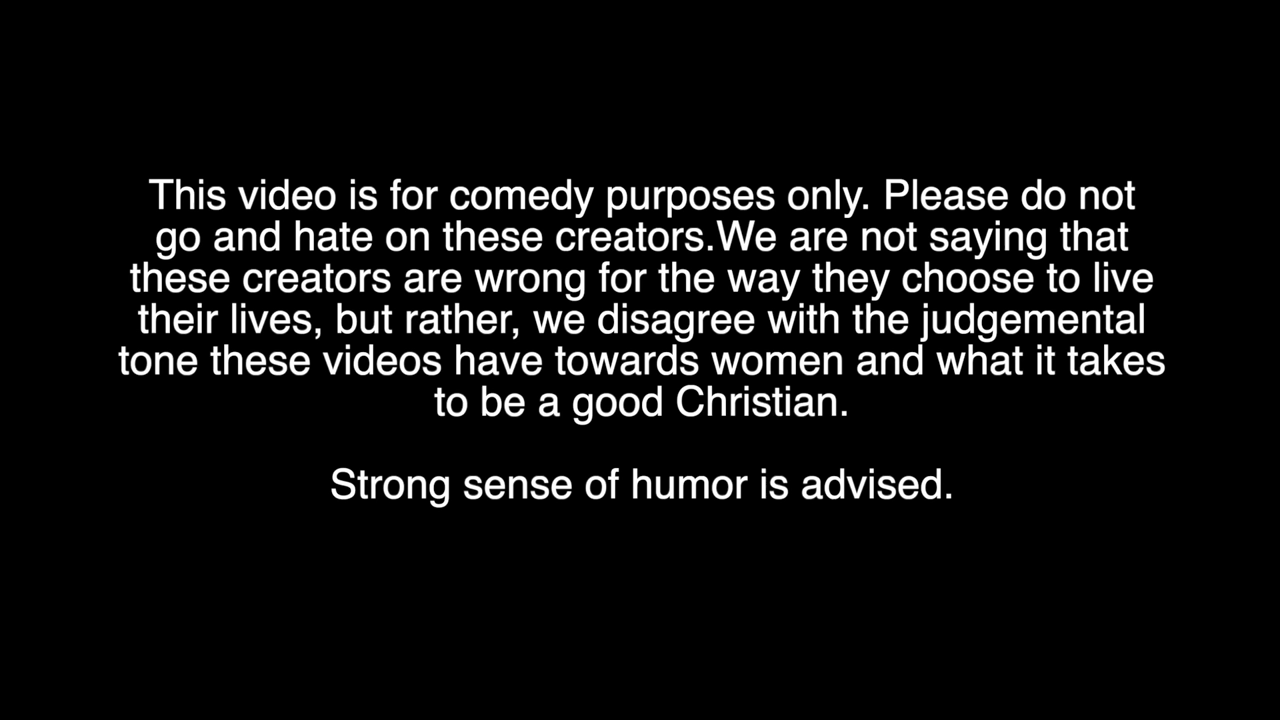 This video is for comedy purposes only. Please do not
go and hate on these creators.We are not saying that
these creators are wrong for the way they choose to live
their lives, but rather, we disagree with the judgemental
tone these videos have towards women and what it takes
to be a good Christian.
Strong sense of humor is advised.